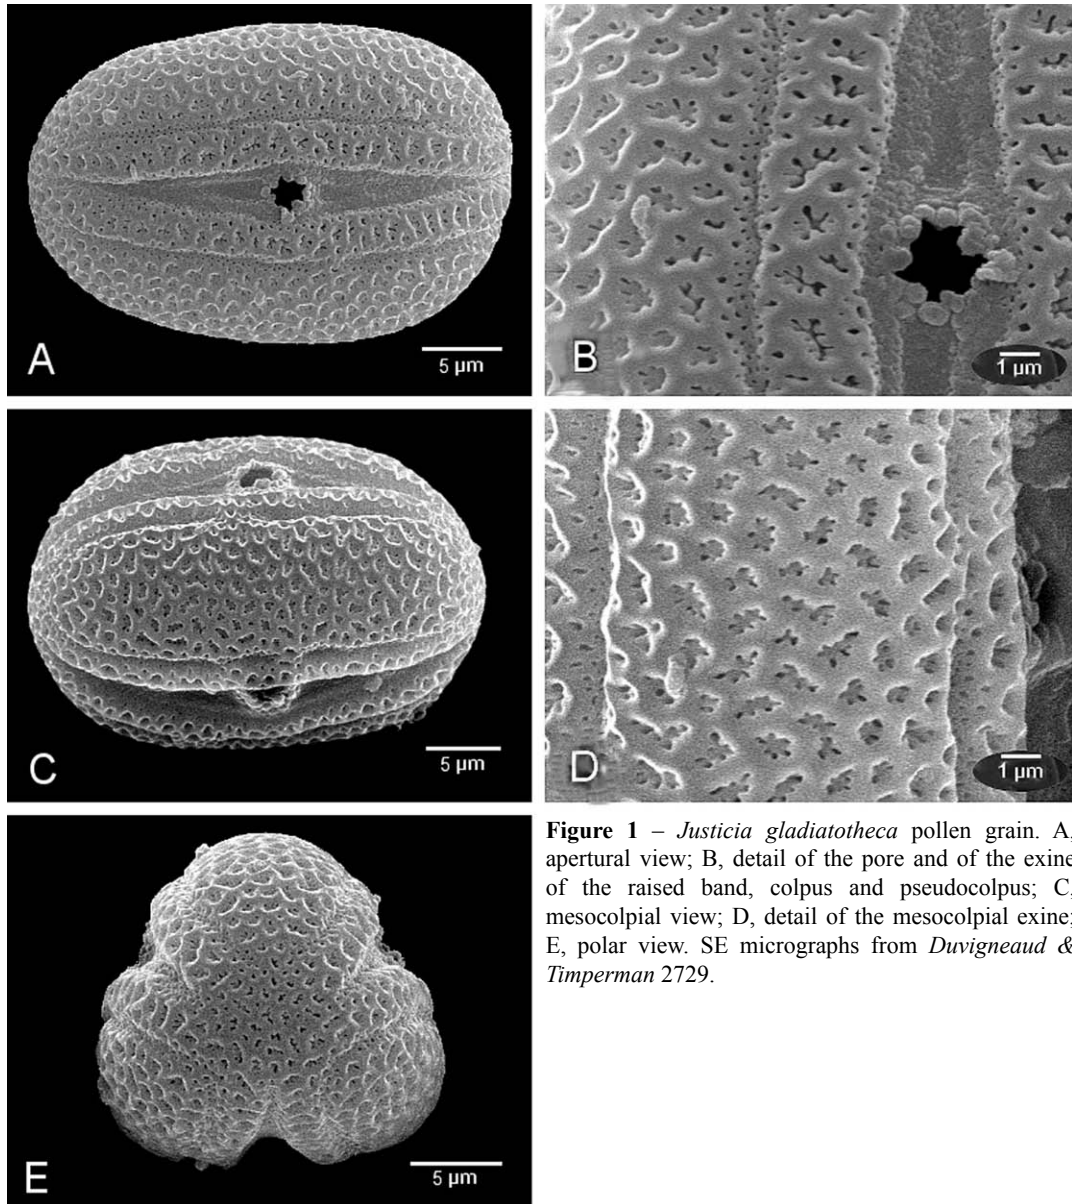 A
5 µm
B
1 µm
C
5 µm
D
1 µm
Figure 1 – Justicia gladiatotheca pollen grain. A,
apertural view; B, detail of the pore and of the exine
of the raised band, colpus and pseudocolpus; C,
mesocolpial view; D, detail of the mesocolpial exine;
E, polar view. SE micrographs from Duvigneaud &
Timperman 2729.
E
5 µm